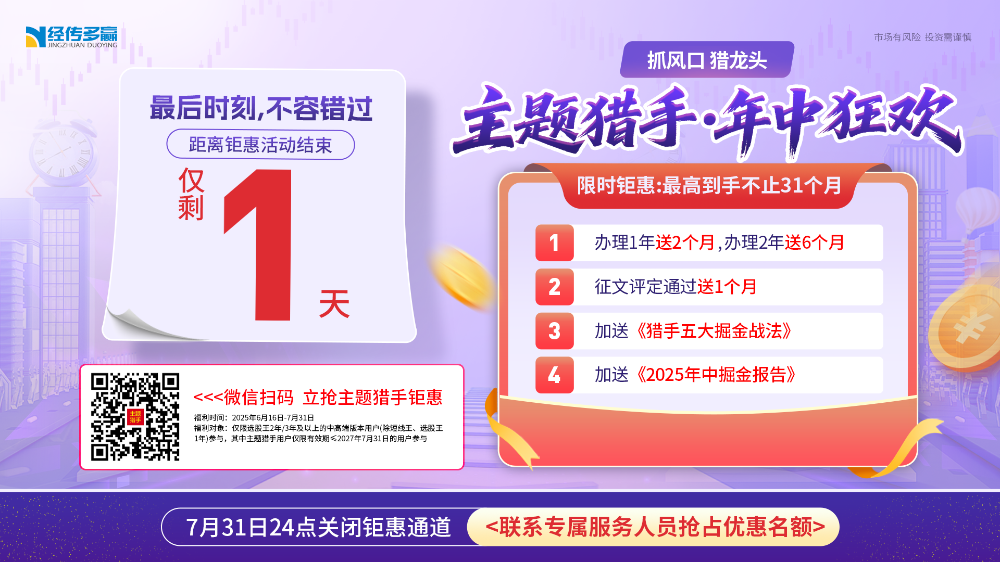 经传多赢
JINGZHUAN DUOYING
市场有风险 投资需谨慎
最后时刻,不容错过
距离钜惠活动结束
仅剩
1
天
抓风口 猎龙头
主题猎手·年中狂欢
限时钜惠:最高到手不止31个月
1 办理1年送2个月,办理2年送6个月
2 征文评定通过送1个月
3 加送《猎手五大掘金战法》
4 加送《2025年中掘金报告》
主题
猎手
<<<微信扫码 立抢主题猎手钜惠
福利时间：2025年6月16日-7月31日
福利对象：仅限选股王2年/3年及以上的中高端版本用户(除短线王、选股王
1年)参与，其中主题猎手用户仅限有效期≤2027年7月31日的用户参与
7月31日24点关闭钜惠通道
<联系专属服务人员抢占优惠名额>